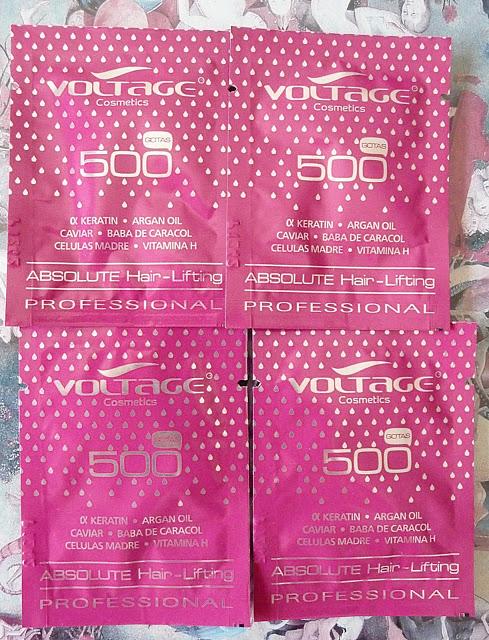 VOLTAGE
Cosmetics
GOTAS
500
α KERATIN • ARGAN OIL
CAVIAR • BABA DE CARACOL
CELULAS MADRE • VITAMINA H
ABSOLUTE Hair-Lifting
PROFESSIONAL
VOLTAGE
Cosmetics
GOTAS
500
α KERATIN • ARGAN OIL
CAVIAR • BABA DE CARACOL
CELULAS MADRE • VITAMINA H
ABSOLUTE Hair-Lifting
PROFESSIONAL
VOLTAGE
Cosmetics
500
α KERATIN • ARGAN OIL
CAVIAR • BABA DE CARACOL
CELULAS MADRE • VITAMINA H
ABSOLUTE Hair-Lifting
PROFESSIONAL
VOLTAGE
Cosmetics
GOTAS
500
α KERATIN • ARGAN OIL
CAVIAR • BABA DE CARACOL
CELULAS MADRE • VITAMINA H
ABSOLUTE Hair-Lifting
PROFESSIONAL